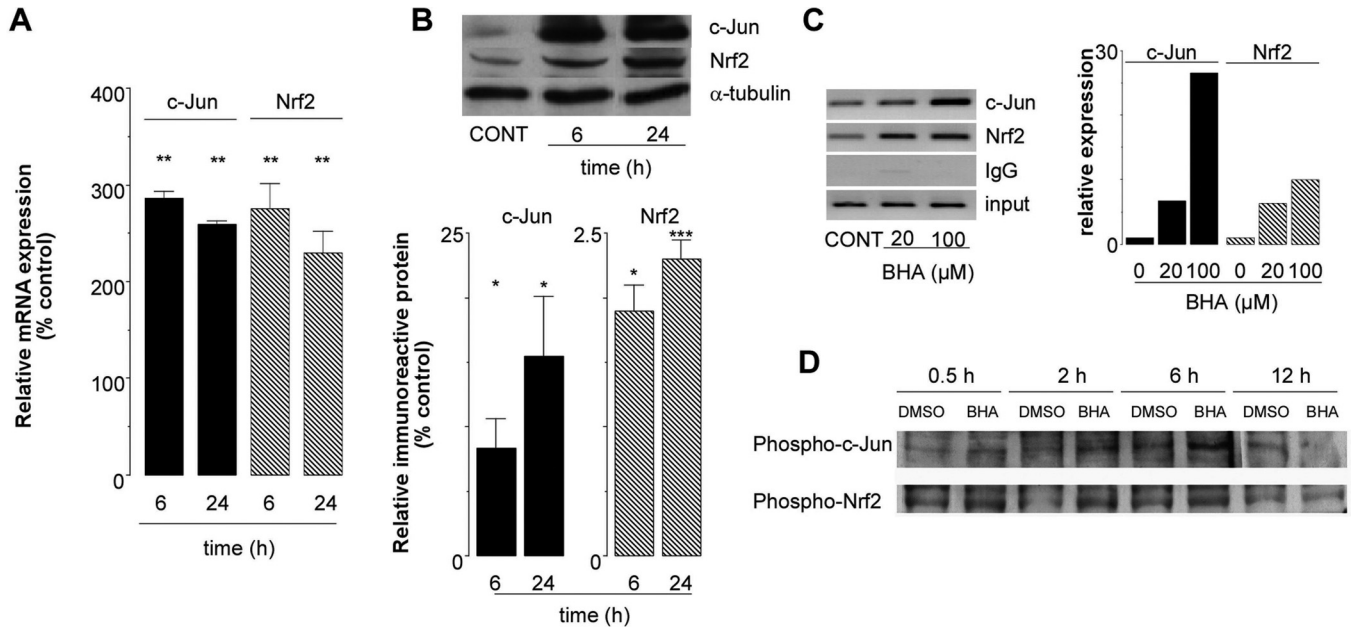 A
Relative mRNA expression
(% control)
400
300
200
100
0
c-Jun Nrf2
** ** ** **
6 24 6 24
time (h)
B
c-Jun
Nrf2
α-tubulin
CONT 6 24
time (h)
Relative immunoreactive protein
(% control)
c-Jun Nrf2
25
0
2.5
0
* * * ***
6 24 6 24
time (h)
C
c-Jun
Nrf2
IgG
input
CONT 20 100
BHA (µM)
relative expression
30
0
c-Jun Nrf2
0 20 100 0 20 100
BHA (µM)
D
0.5 h 2 h 6 h 12 h
DMSO BHA DMSO BHA DMSO BHA DMSO BHA
Phospho-c-Jun
Phospho-Nrf2